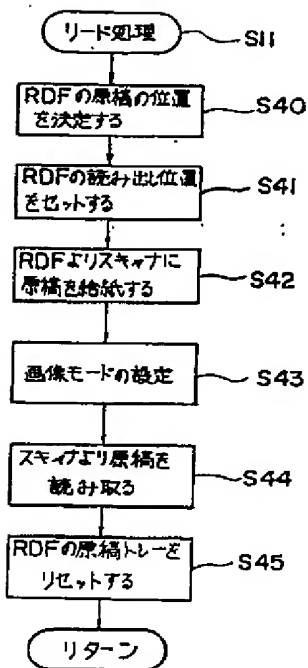 リード処理
S11
RDFの原稿の位置
を決定する
S40
RDFの読み出し位置
をセットする
S41
RDFよりスキャナに
原稿を給紙する
S42
画像モードの設定
S43
スキャナより原稿を
読み取る
S44
RDFの原稿トレーを
リセットする
S45
リターン